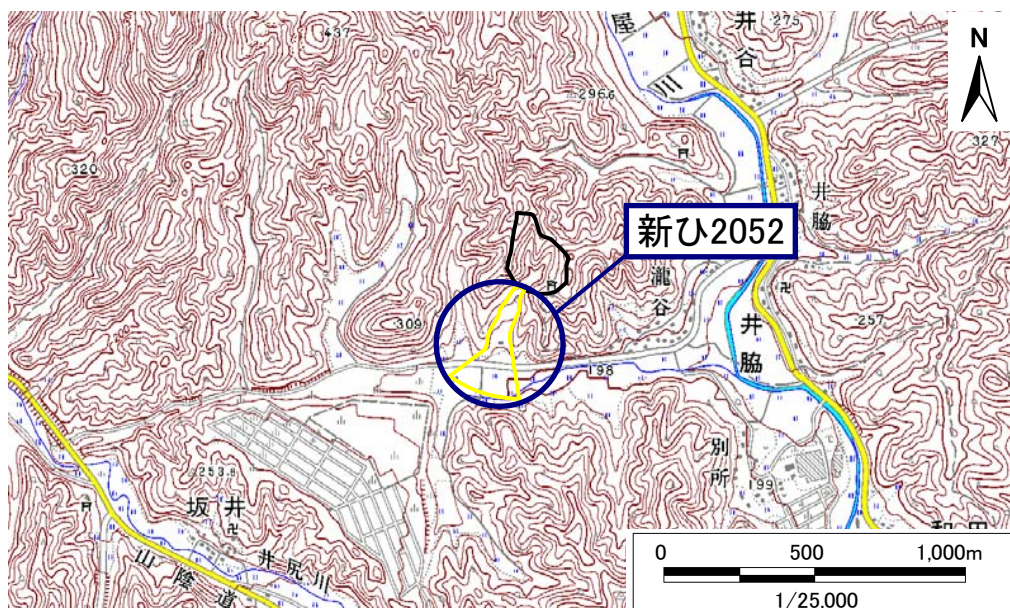 437
275
井谷
屋川
N
296.6
327
320
井脇
新ひ2052
瀧谷
309
257
井脇
198
別所
199
253.8
坂井
井尻川
山陰道
和田
0 500 1,000m
1/25,000